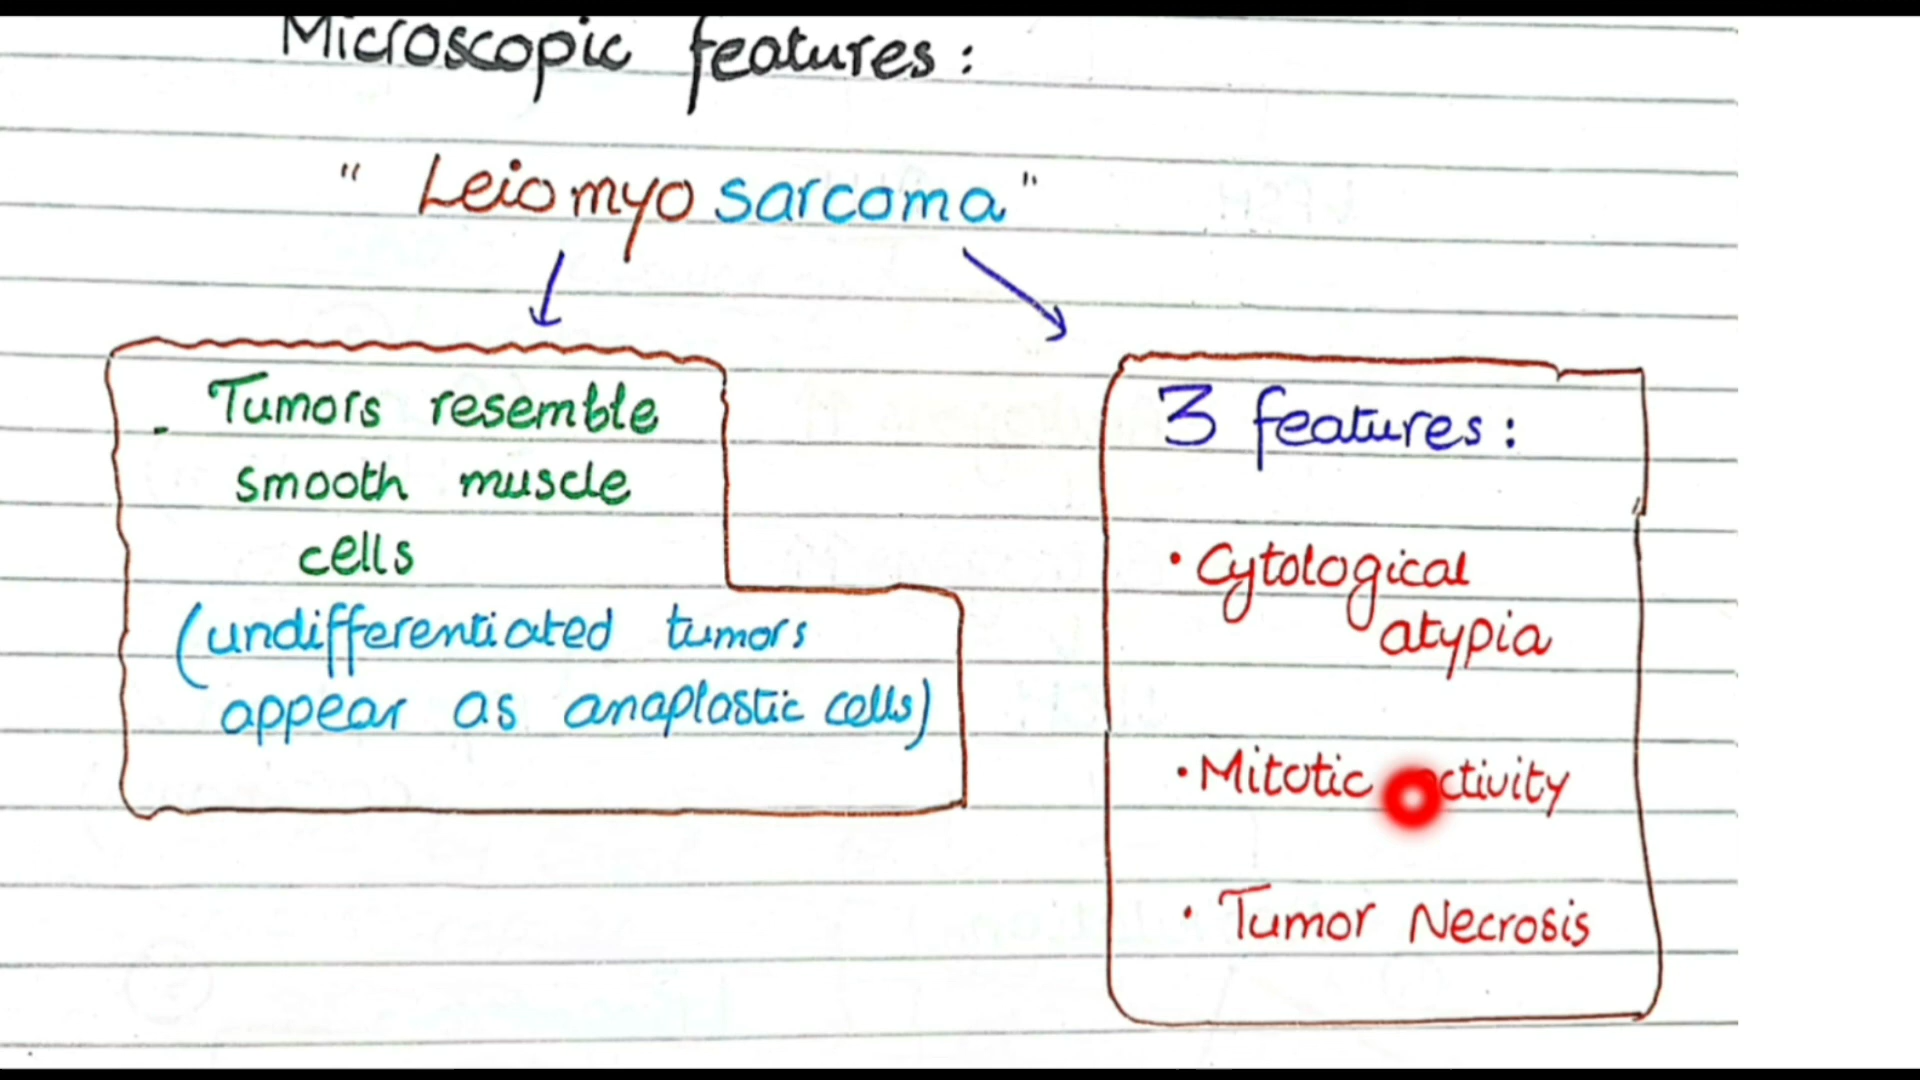 Microscopic features:
" Leiomyosarcoma "
- Tumors resemble
smooth muscle
cells
(undifferentiated tumors
appear as anaplastic cells)
3 features:
• Cytological
atypia
• Mitotic activity
• Tumor Necrosis